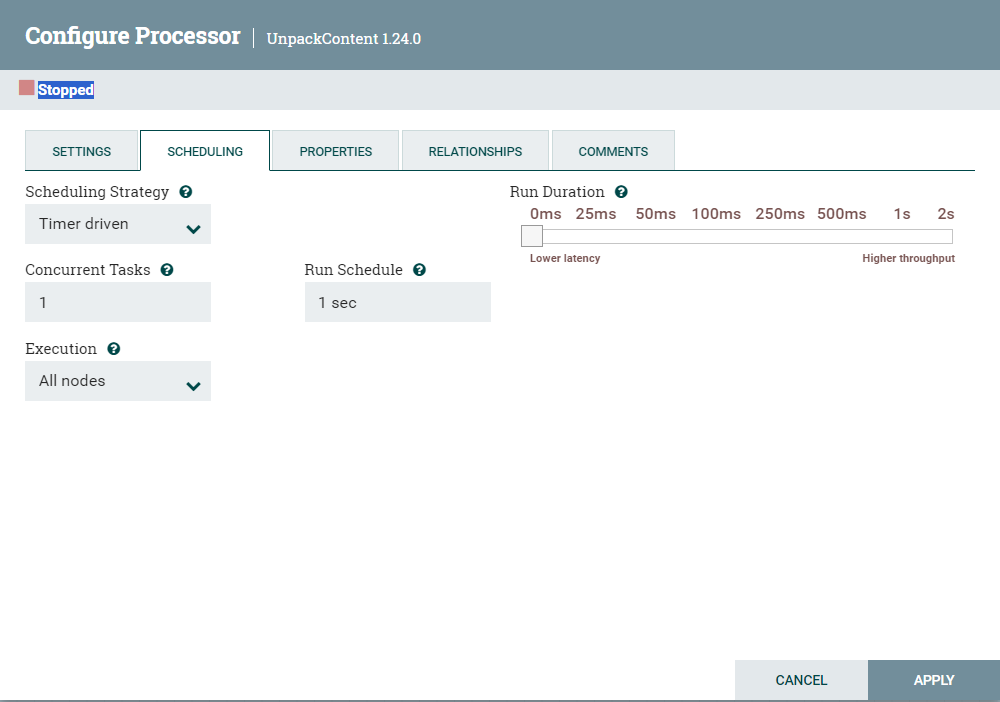 Configure Processor | UnpackContent 1.24.0
Stopped
SETTINGS SCHEDULING PROPERTIES RELATIONSHIPS COMMENTS
Scheduling Strategy ?
Timer driven
Run Duration ?
0ms 25ms 50ms 100ms 250ms 500ms 1s 2s
Lower latency Higher throughput
Concurrent Tasks ?
1
Run Schedule ?
1 sec
Execution ?
All nodes
CANCEL APPLY